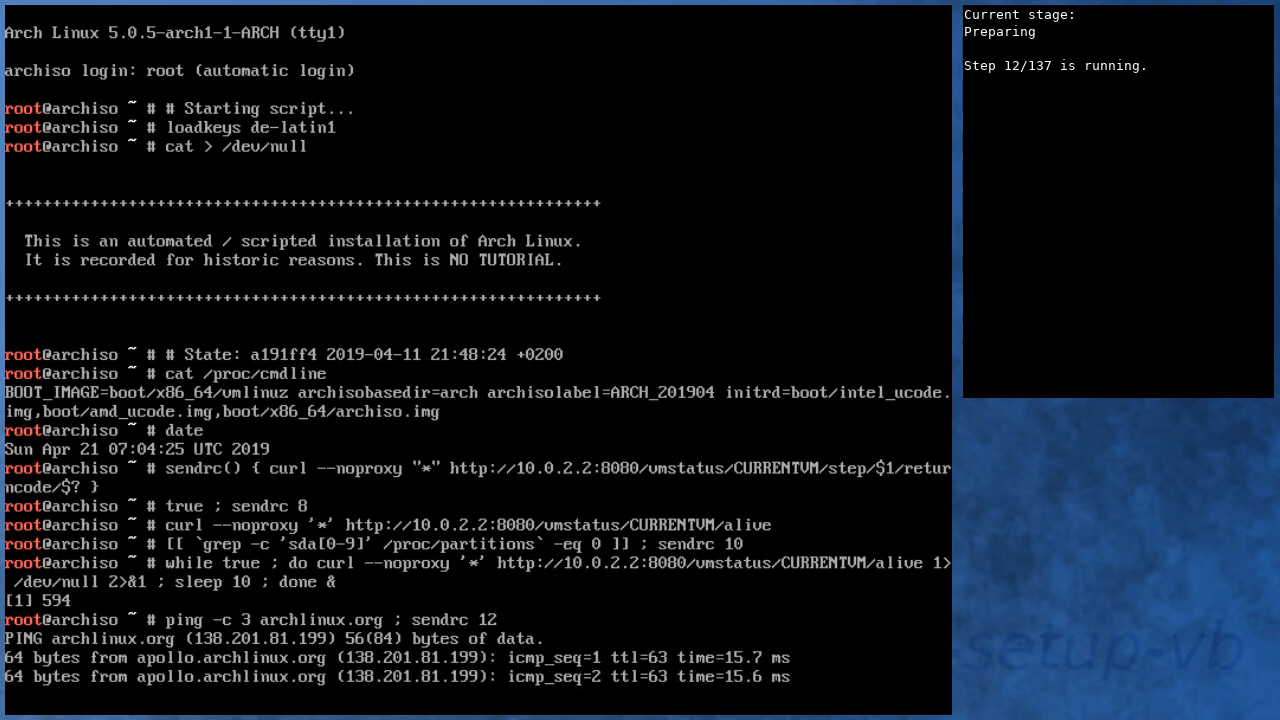 Arch Linux 5.0.5-arch1-1-ARCH (tty1)
archiso login: root (automatic login)
root@archiso ~ # # Starting script...
root@archiso ~ # loadkeys de-latin1
root@archiso ~ # cat > /dev/null
+++++++++++++++++++++++++++++++++++++++++++++++++++++++++++++++
This is an automated / scripted installation of Arch Linux.
It is recorded for historic reasons. This is NO TUTORIAL.
+++++++++++++++++++++++++++++++++++++++++++++++++++++++++++++++
root@archiso ~ # # State: a191ff4 2019-04-11 21:48:24 +0200
root@archiso ~ # cat /proc/cmdline
BOOT_IMAGE=boot/x86_64/vmlinuz archisobasedir=arch archisolabel=ARCH_201904 initrd=boot/intel_ucode.
img,boot/amd_ucode.img,boot/x86_64/archiso.img
root@archiso ~ # date
Sun Apr 21 07:04:25 UTC 2019
root@archiso ~ # sendrc() { curl --noproxy "*" http://10.0.2.2:8080/vmstatus/CURRENTVM/step/$1/retur
ncode/$? }
root@archiso ~ # true ; sendrc 8
root@archiso ~ # curl --noproxy '*' http://10.0.2.2:8080/vmstatus/CURRENTVM/alive
root@archiso ~ # [[ `grep -c 'sda[0-9]' /proc/partitions` -eq 0 ]] ; sendrc 10
root@archiso ~ # while true ; do curl --noproxy '*' http://10.0.2.2:8080/vmstatus/CURRENTVM/alive 1>
/dev/null 2>&1 ; sleep 10 ; done &
[1] 594
root@archiso ~ # ping -c 3 archlinux.org ; sendrc 12
PING archlinux.org (138.201.81.199) 56(84) bytes of data.
64 bytes from apollo.archlinux.org (138.201.81.199): icmp_seq=1 ttl=63 time=15.7 ms
64 bytes from apollo.archlinux.org (138.201.81.199): icmp_seq=2 ttl=63 time=15.6 ms
Current stage:
Preparing
Step 12/137 is running.
setup-vb